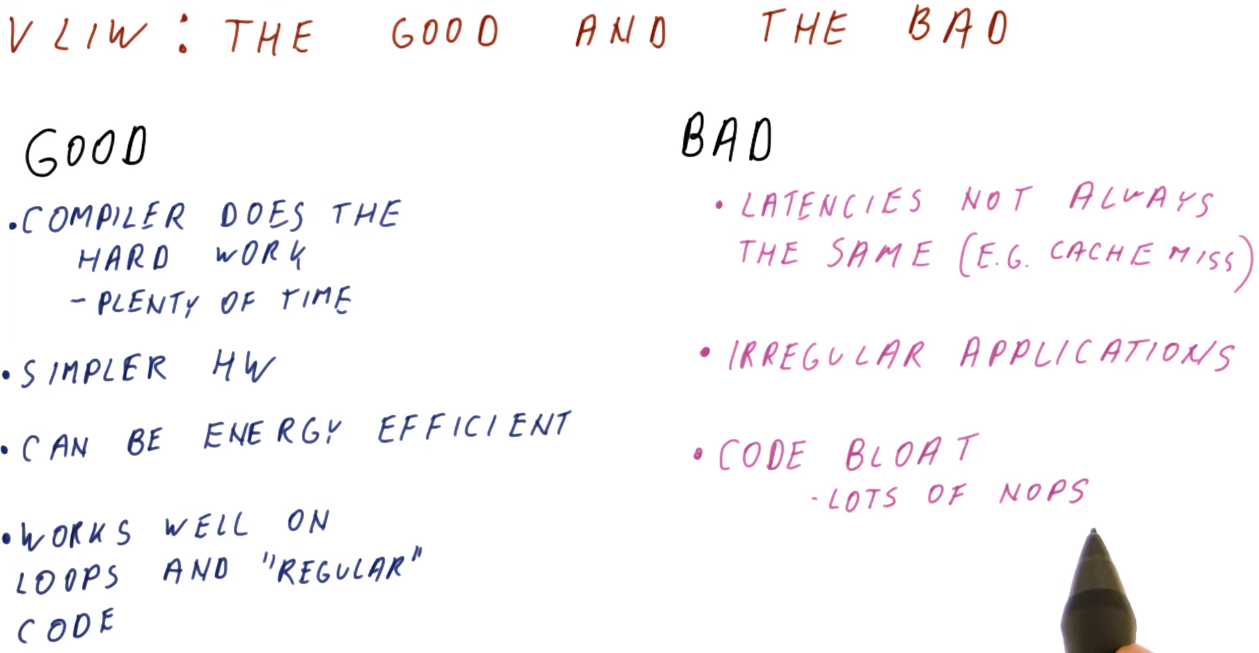 VLIW: THE GOOD AND THE BAD
GOOD
•COMPILER DOES THE
HARD WORK
- PLENTY OF TIME
•SIMPLER HW
•CAN BE ENERGY EFFICIENT
•WORKS WELL ON
LOOPS AND "REGULAR"
CODE
BAD
• LATENCIES NOT ALWAYS
THE SAME (E.G. CACHE MISS)
• IRREGULAR APPLICATIONS
• CODE BLOAT
- LOTS OF NOPS